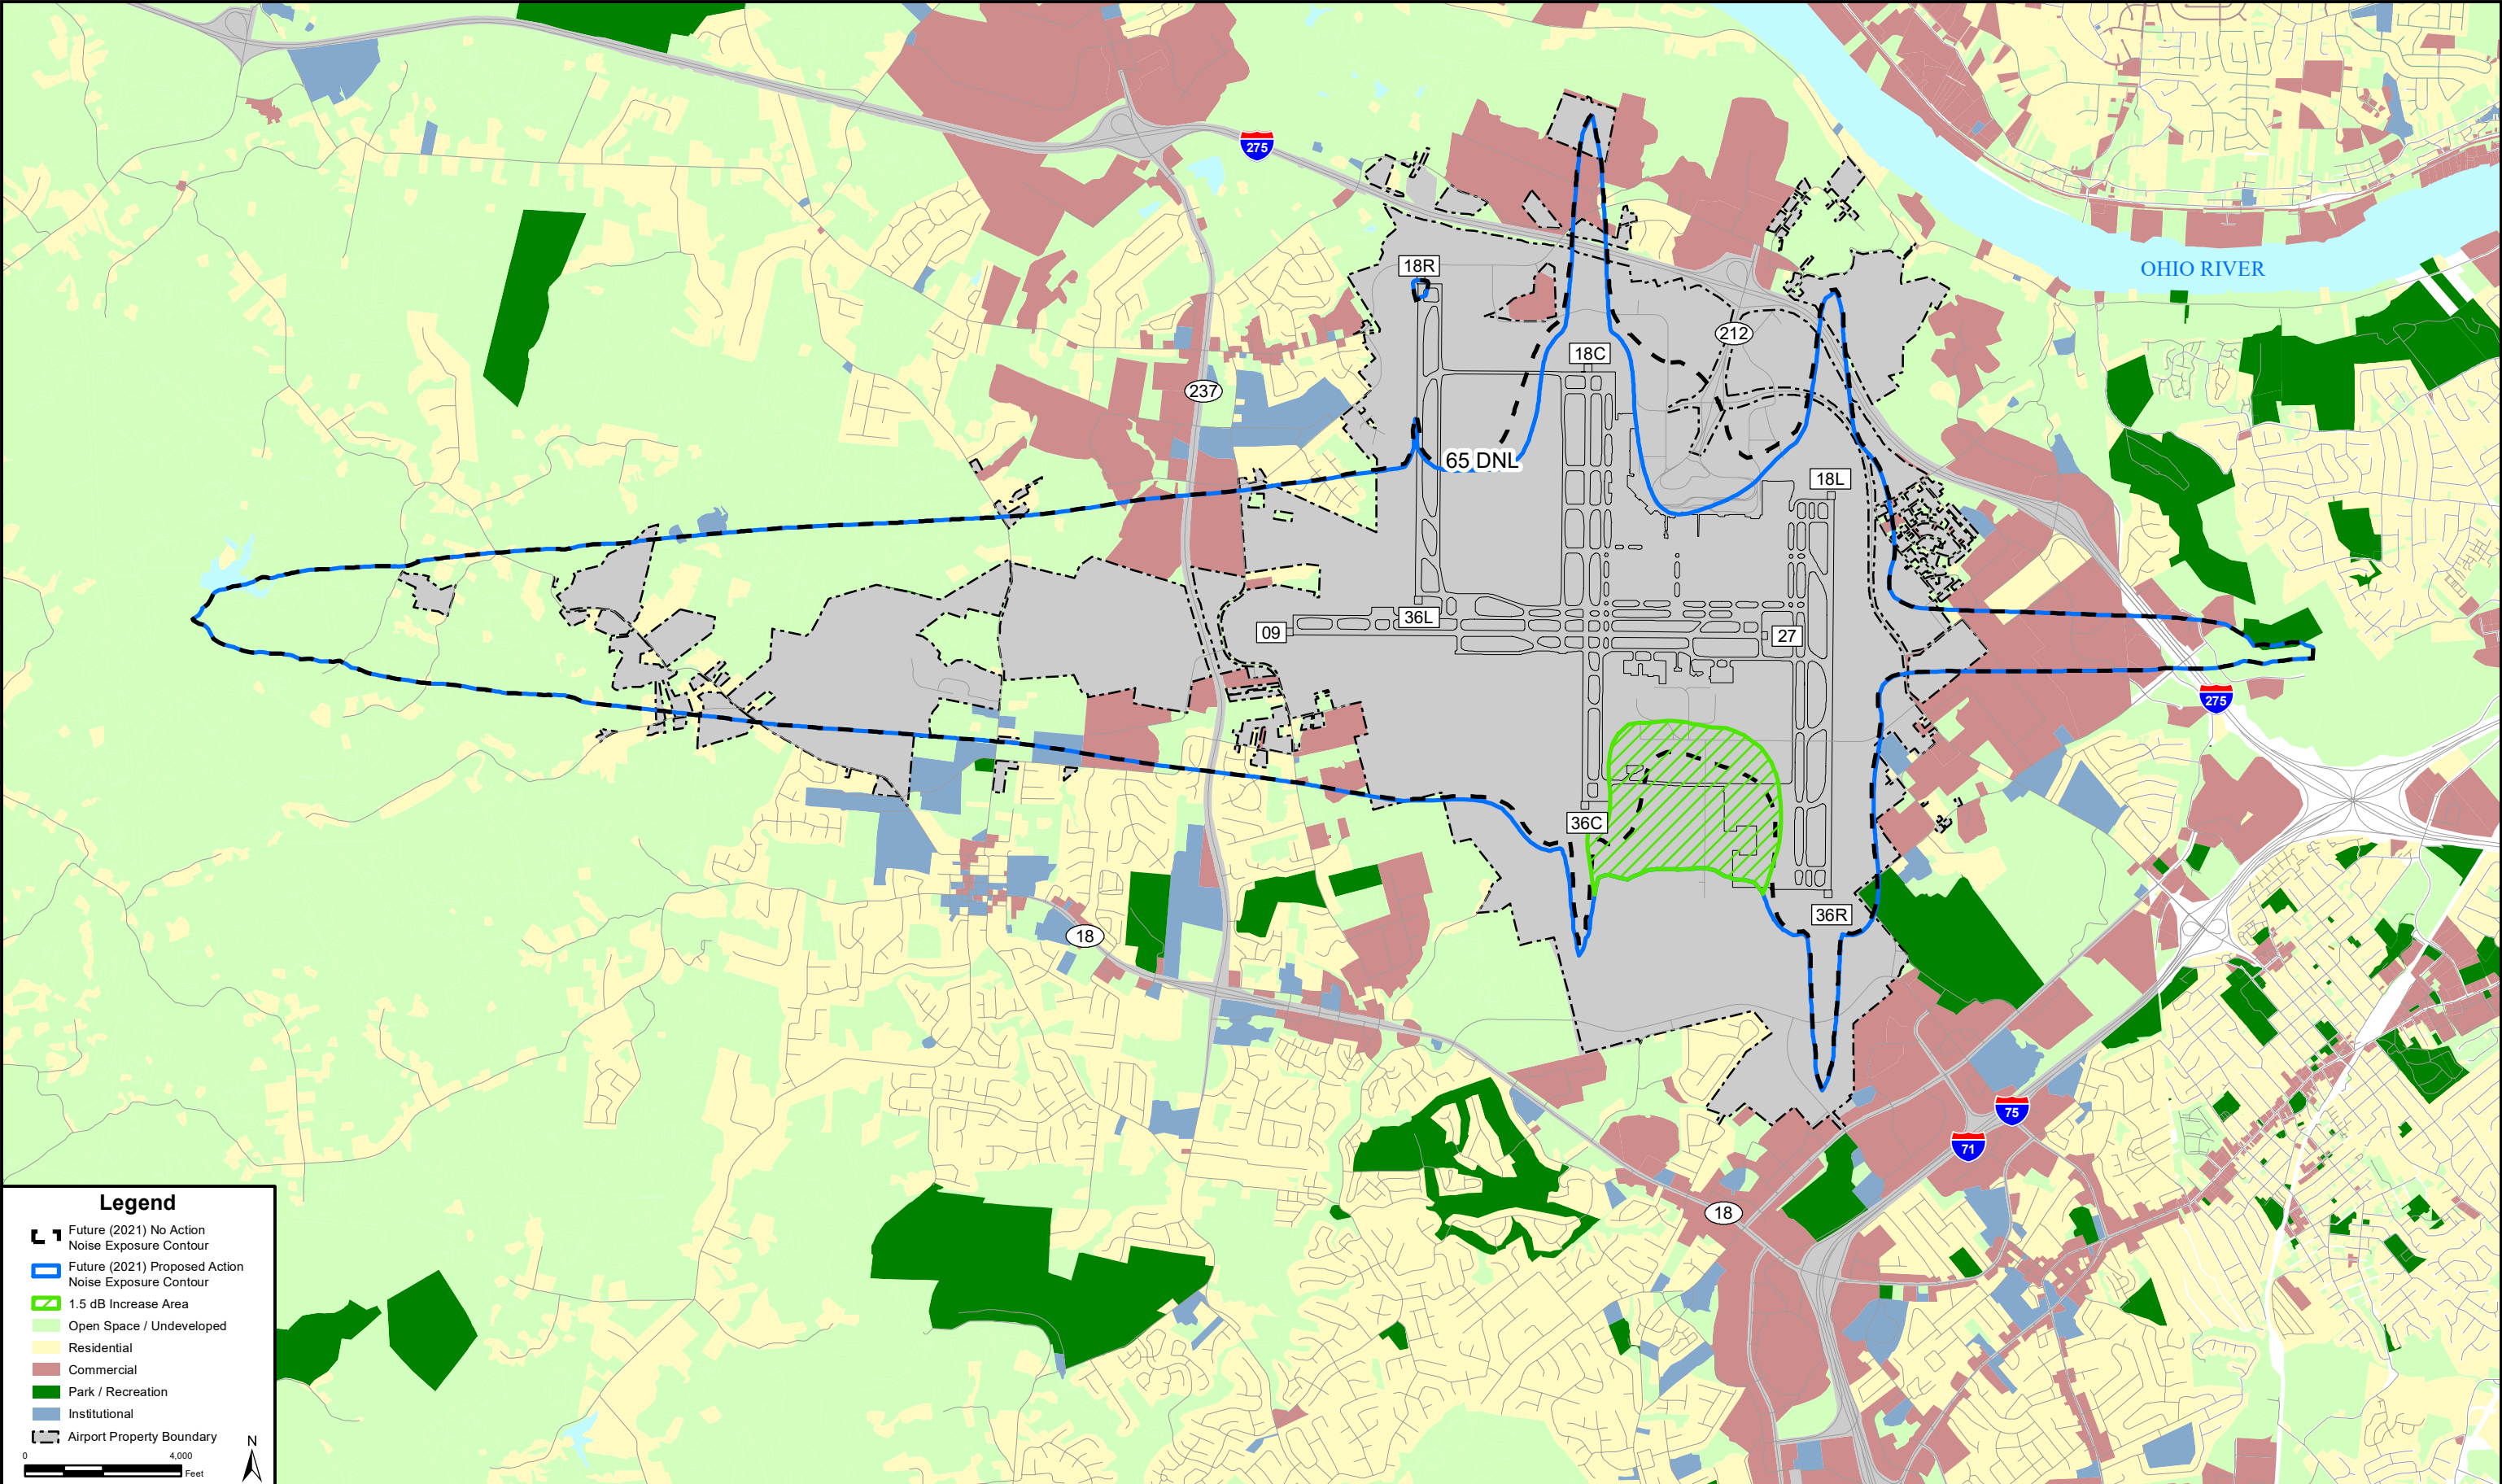 275
OHIO RIVER
18R
212
18C
237
65 DNL
18L
36L
09
27
275
36C
36R
18
75
71
18
Legend
Future (2021) No Action
Noise Exposure Contour
Future (2021) Proposed Action
Noise Exposure Contour
1.5 dB Increase Area
Open Space / Undeveloped
Residential
Commercial
Park / Recreation
Institutional
Airport Property Boundary
N
0 4,000
Feet